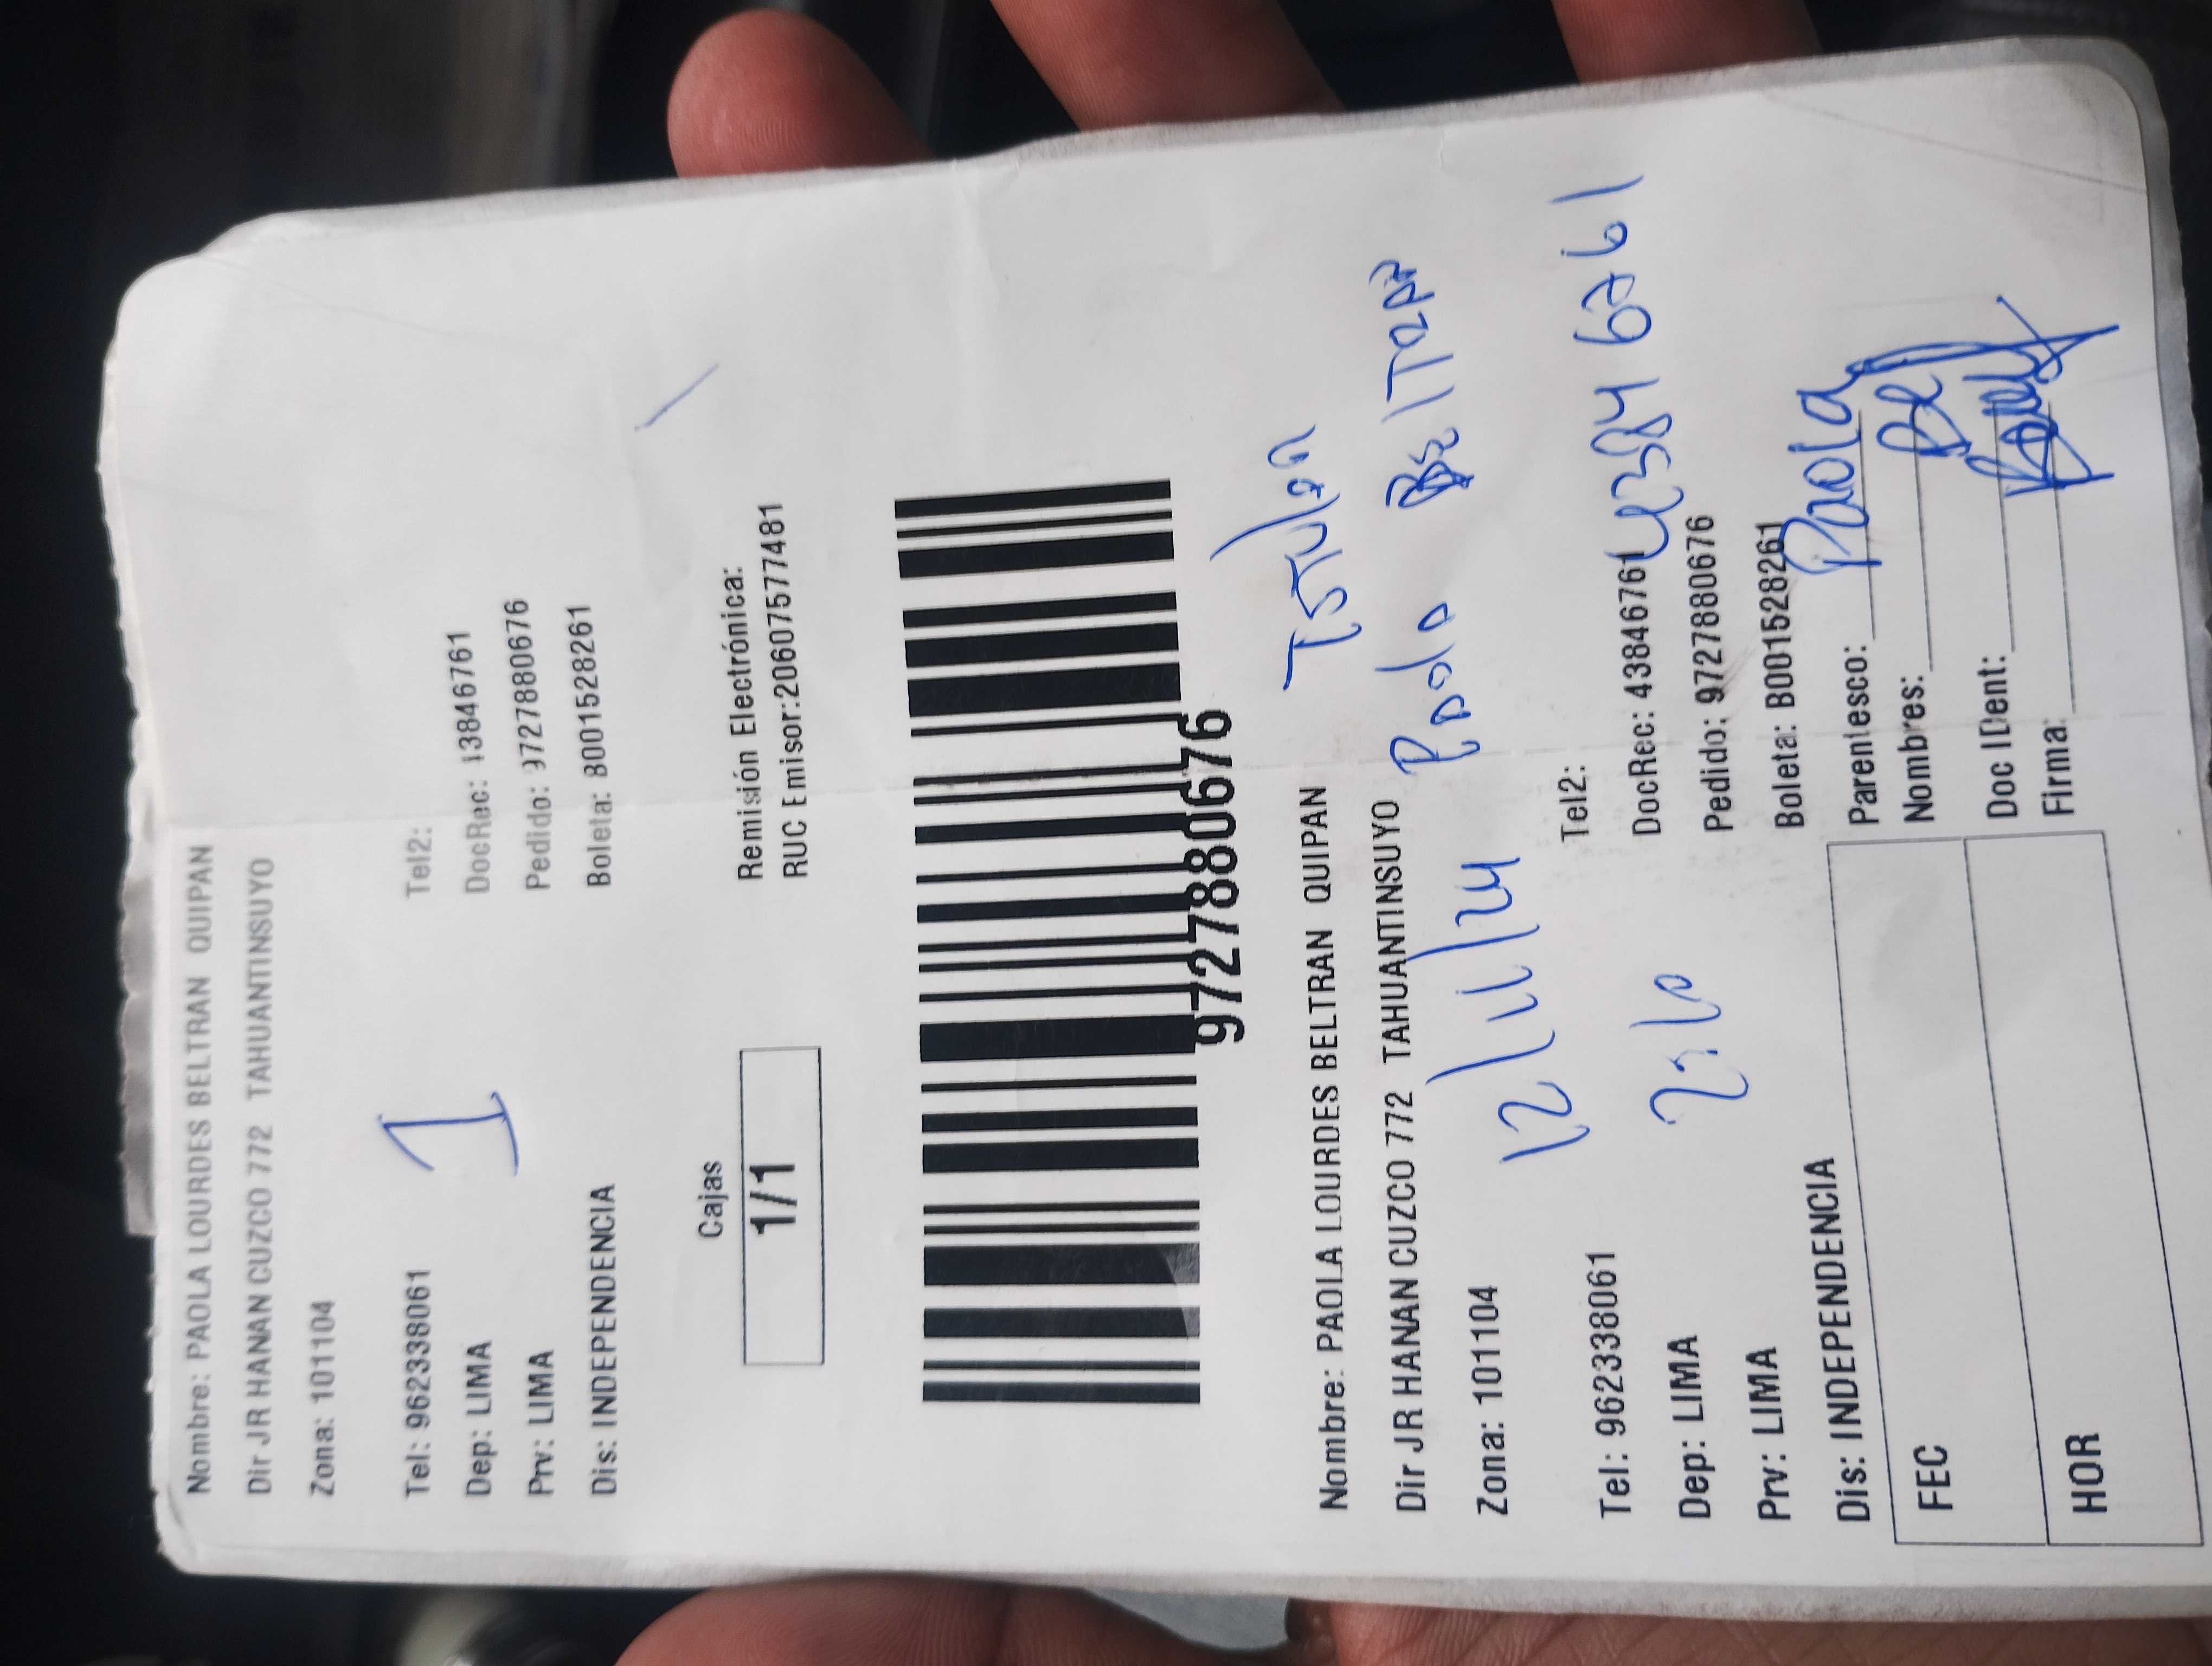 Nombre: PAOLA LOURDES BELTRAN QUIPAN
Dir JR HANAN CUZCO 772 TAHUANTINSUYO
Zona: 101104
Tel: 962338061 Tel2:
Dep: LIMA DocRec: 13846761
Prv: LIMA Pedido: 9727880676
Dis: INDEPENDENCIA Boleta: B001528261
1
Cajas
1/1
Remisión Electrónica:
RUC Emisor:20607577481
9727880676
Nombre: PAOLA LOURDES BELTRAN QUIPAN
Dir JR HANAN CUZCO 772 TAHUANTINSUYO
Zona: 101104
12/11/24
Tel: 962338061 Tel2:
Dep: LIMA DocRec: 43846761
43846761
Prv: LIMA Pedido: 9727880676
Dis: INDEPENDENCIA Boleta: B001528261
FEC
HOR
Parentesco: Paola
Nombres:
Doc IDent:
Firma: